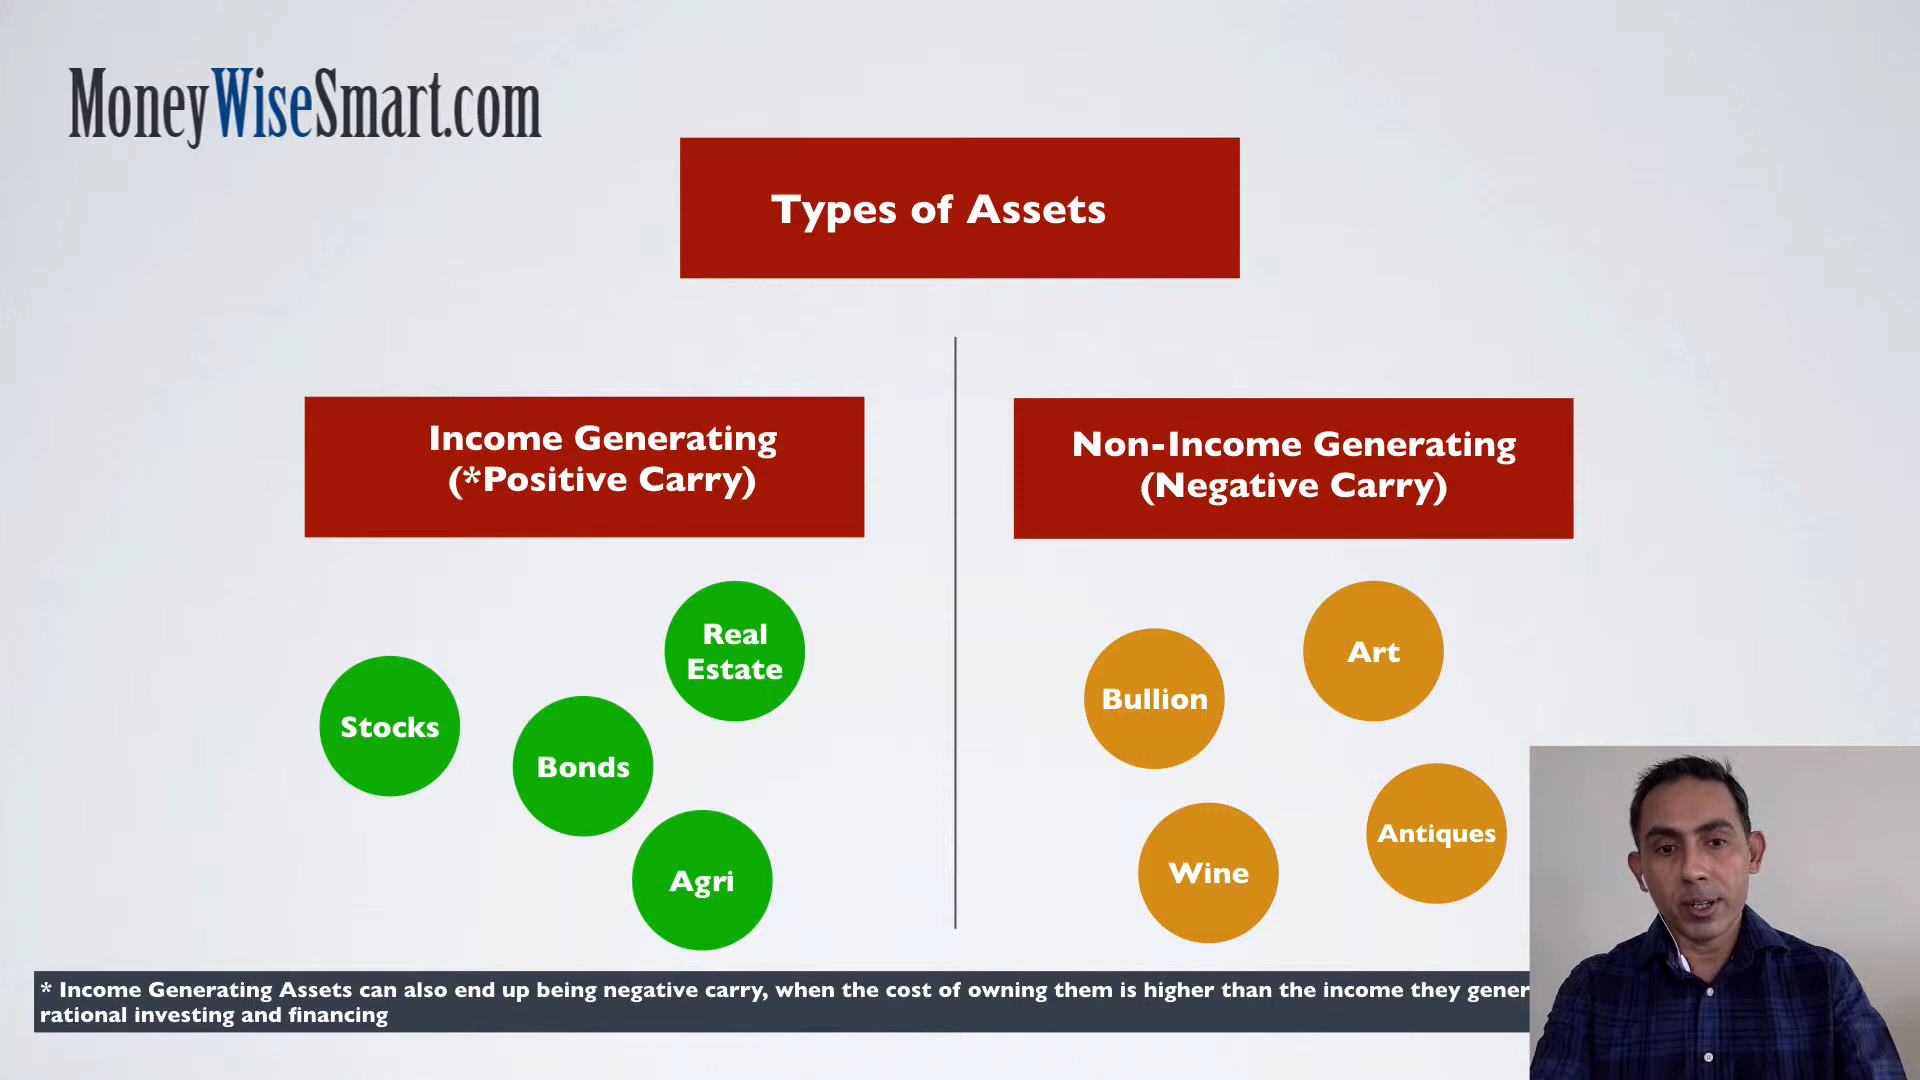 MoneyWiseSmart.com
Types of Assets
Income Generating
(*Positive Carry)
Non-Income Generating
(Negative Carry)
Real
Estate
Stocks
Bonds
Agri
Art
Bullion
Antiques
Wine
* Income Generating Assets can also end up being negative carry, when the cost of owning them is higher than the income they gener
rational investing and financing